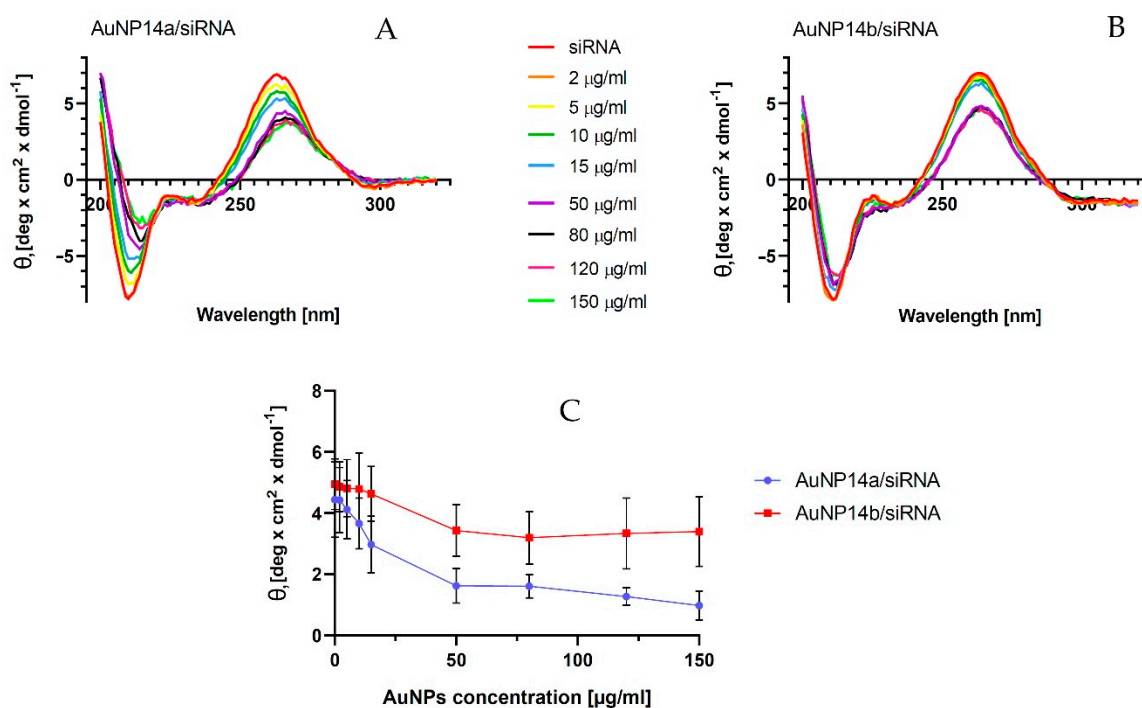 AuNP14a/siRNA
A
5
0
-5
200
250
300
θ,[deg x cm² x dmol⁻¹]
Wavelength [nm]
siRNA
2 µg/ml
5 µg/ml
10 µg/ml
15 µg/ml
50 µg/ml
80 µg/ml
120 µg/ml
150 µg/ml
AuNP14b/siRNA
B
5
0
-5
200
250
300
θ,[deg x cm² x dmol⁻¹]
Wavelength [nm]
C
8
6
4
2
0
0
50
100
150
θ,[deg x cm² x dmol⁻¹]
AuNPs concentration [µg/ml]
AuNP14a/siRNA
AuNP14b/siRNA